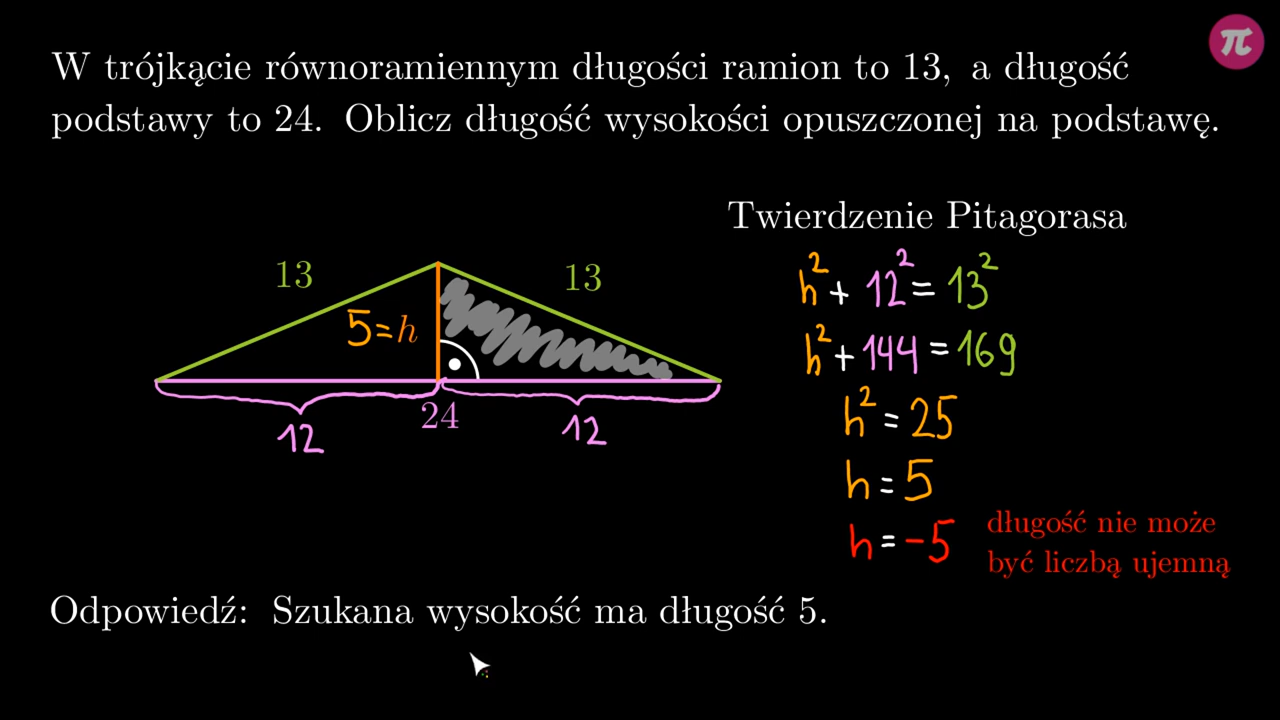 π
W trójkącie równoramiennym długości ramion to 13, a długość
podstawy to 24. Oblicz długość wysokości opuszczonej na podstawę.
Twierdzenie Pitagorasa
13
13
5=h
24
12
12
h²+ 12²= 13²
h²+144=169
h²=25
h=5
h=-5
długość nie może
być liczbą ujemną
Odpowiedź: Szukana wysokość ma długość 5.